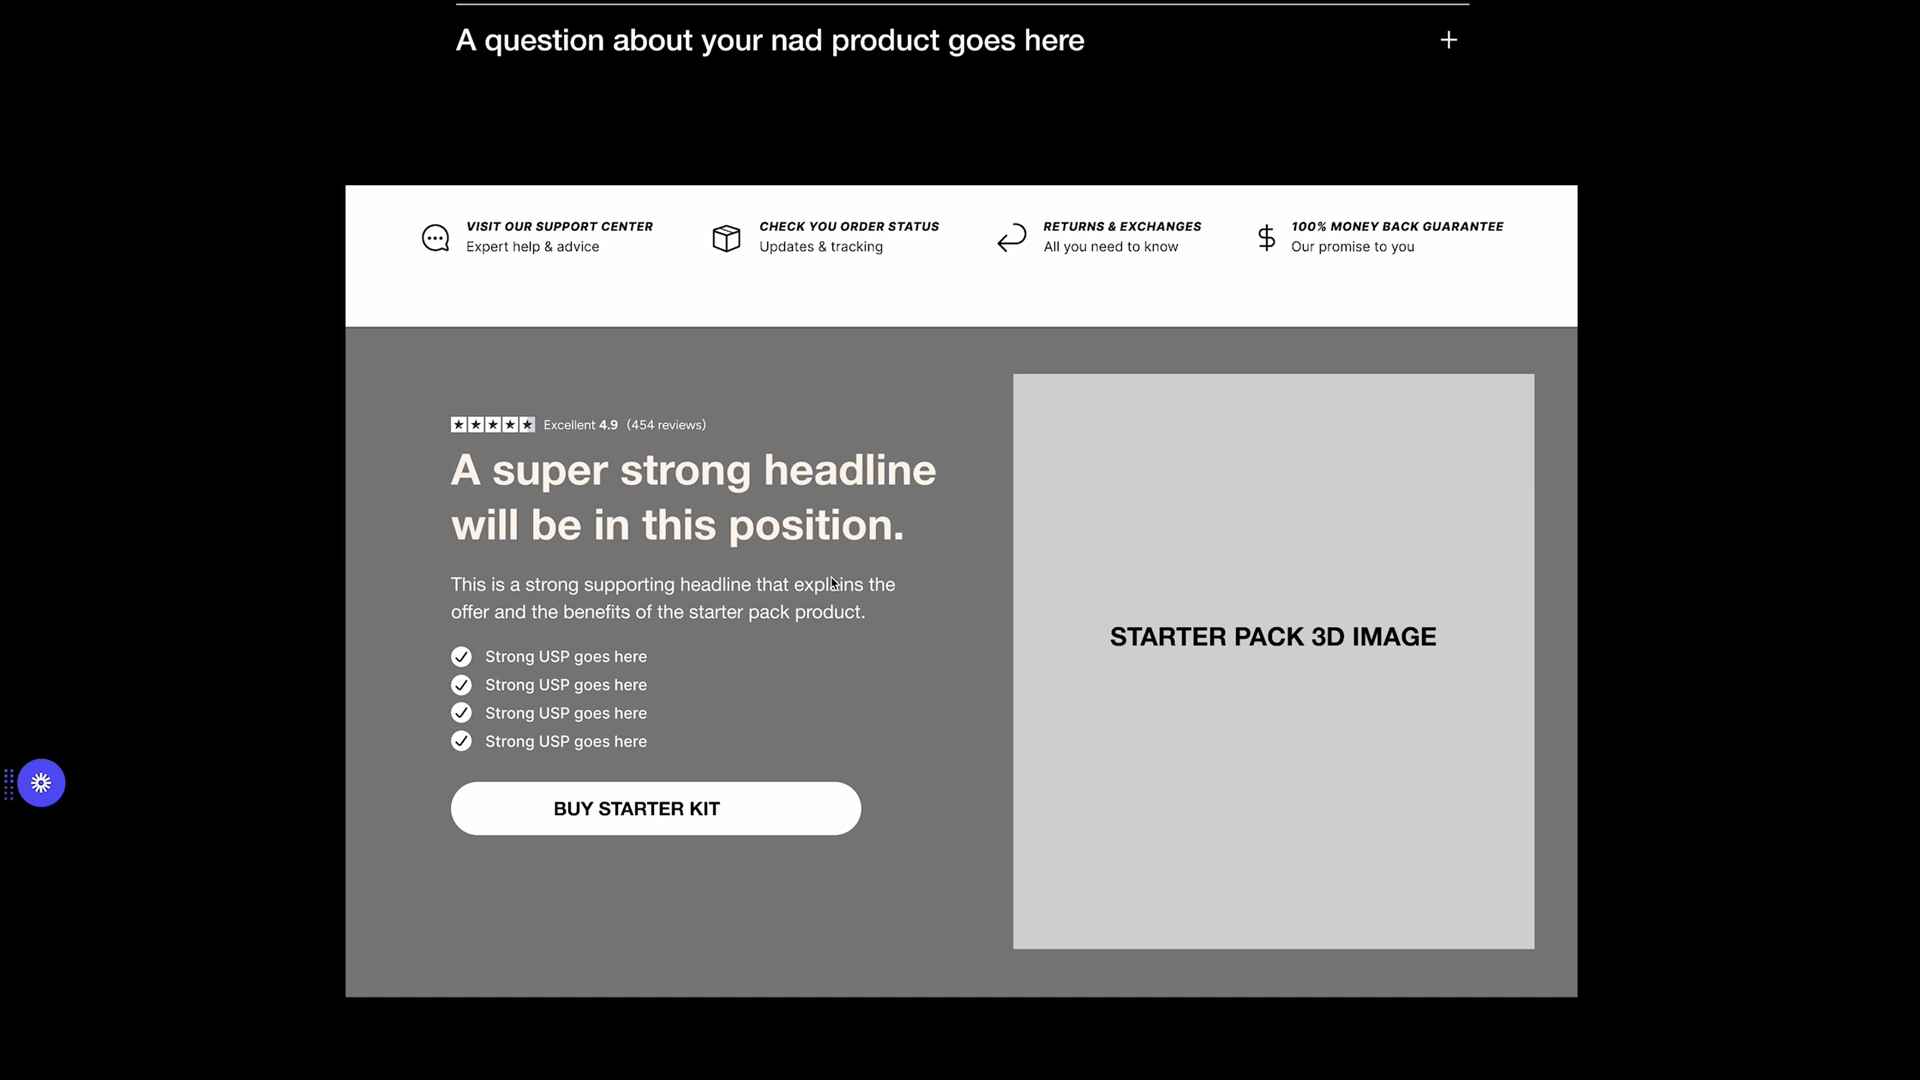 A question about your nad product goes here
VISIT OUR SUPPORT CENTER
Expert help & advice
CHECK YOU ORDER STATUS
Updates & tracking
RETURNS & EXCHANGES
All you need to know
100% MONEY BACK GUARANTEE
Our promise to you
Excellent 4.9 (454 reviews)
A super strong headline
will be in this position.
This is a strong supporting headline that explains the
offer and the benefits of the starter pack product.
Strong USP goes here
Strong USP goes here
Strong USP goes here
Strong USP goes here
BUY STARTER KIT
STARTER PACK 3D IMAGE